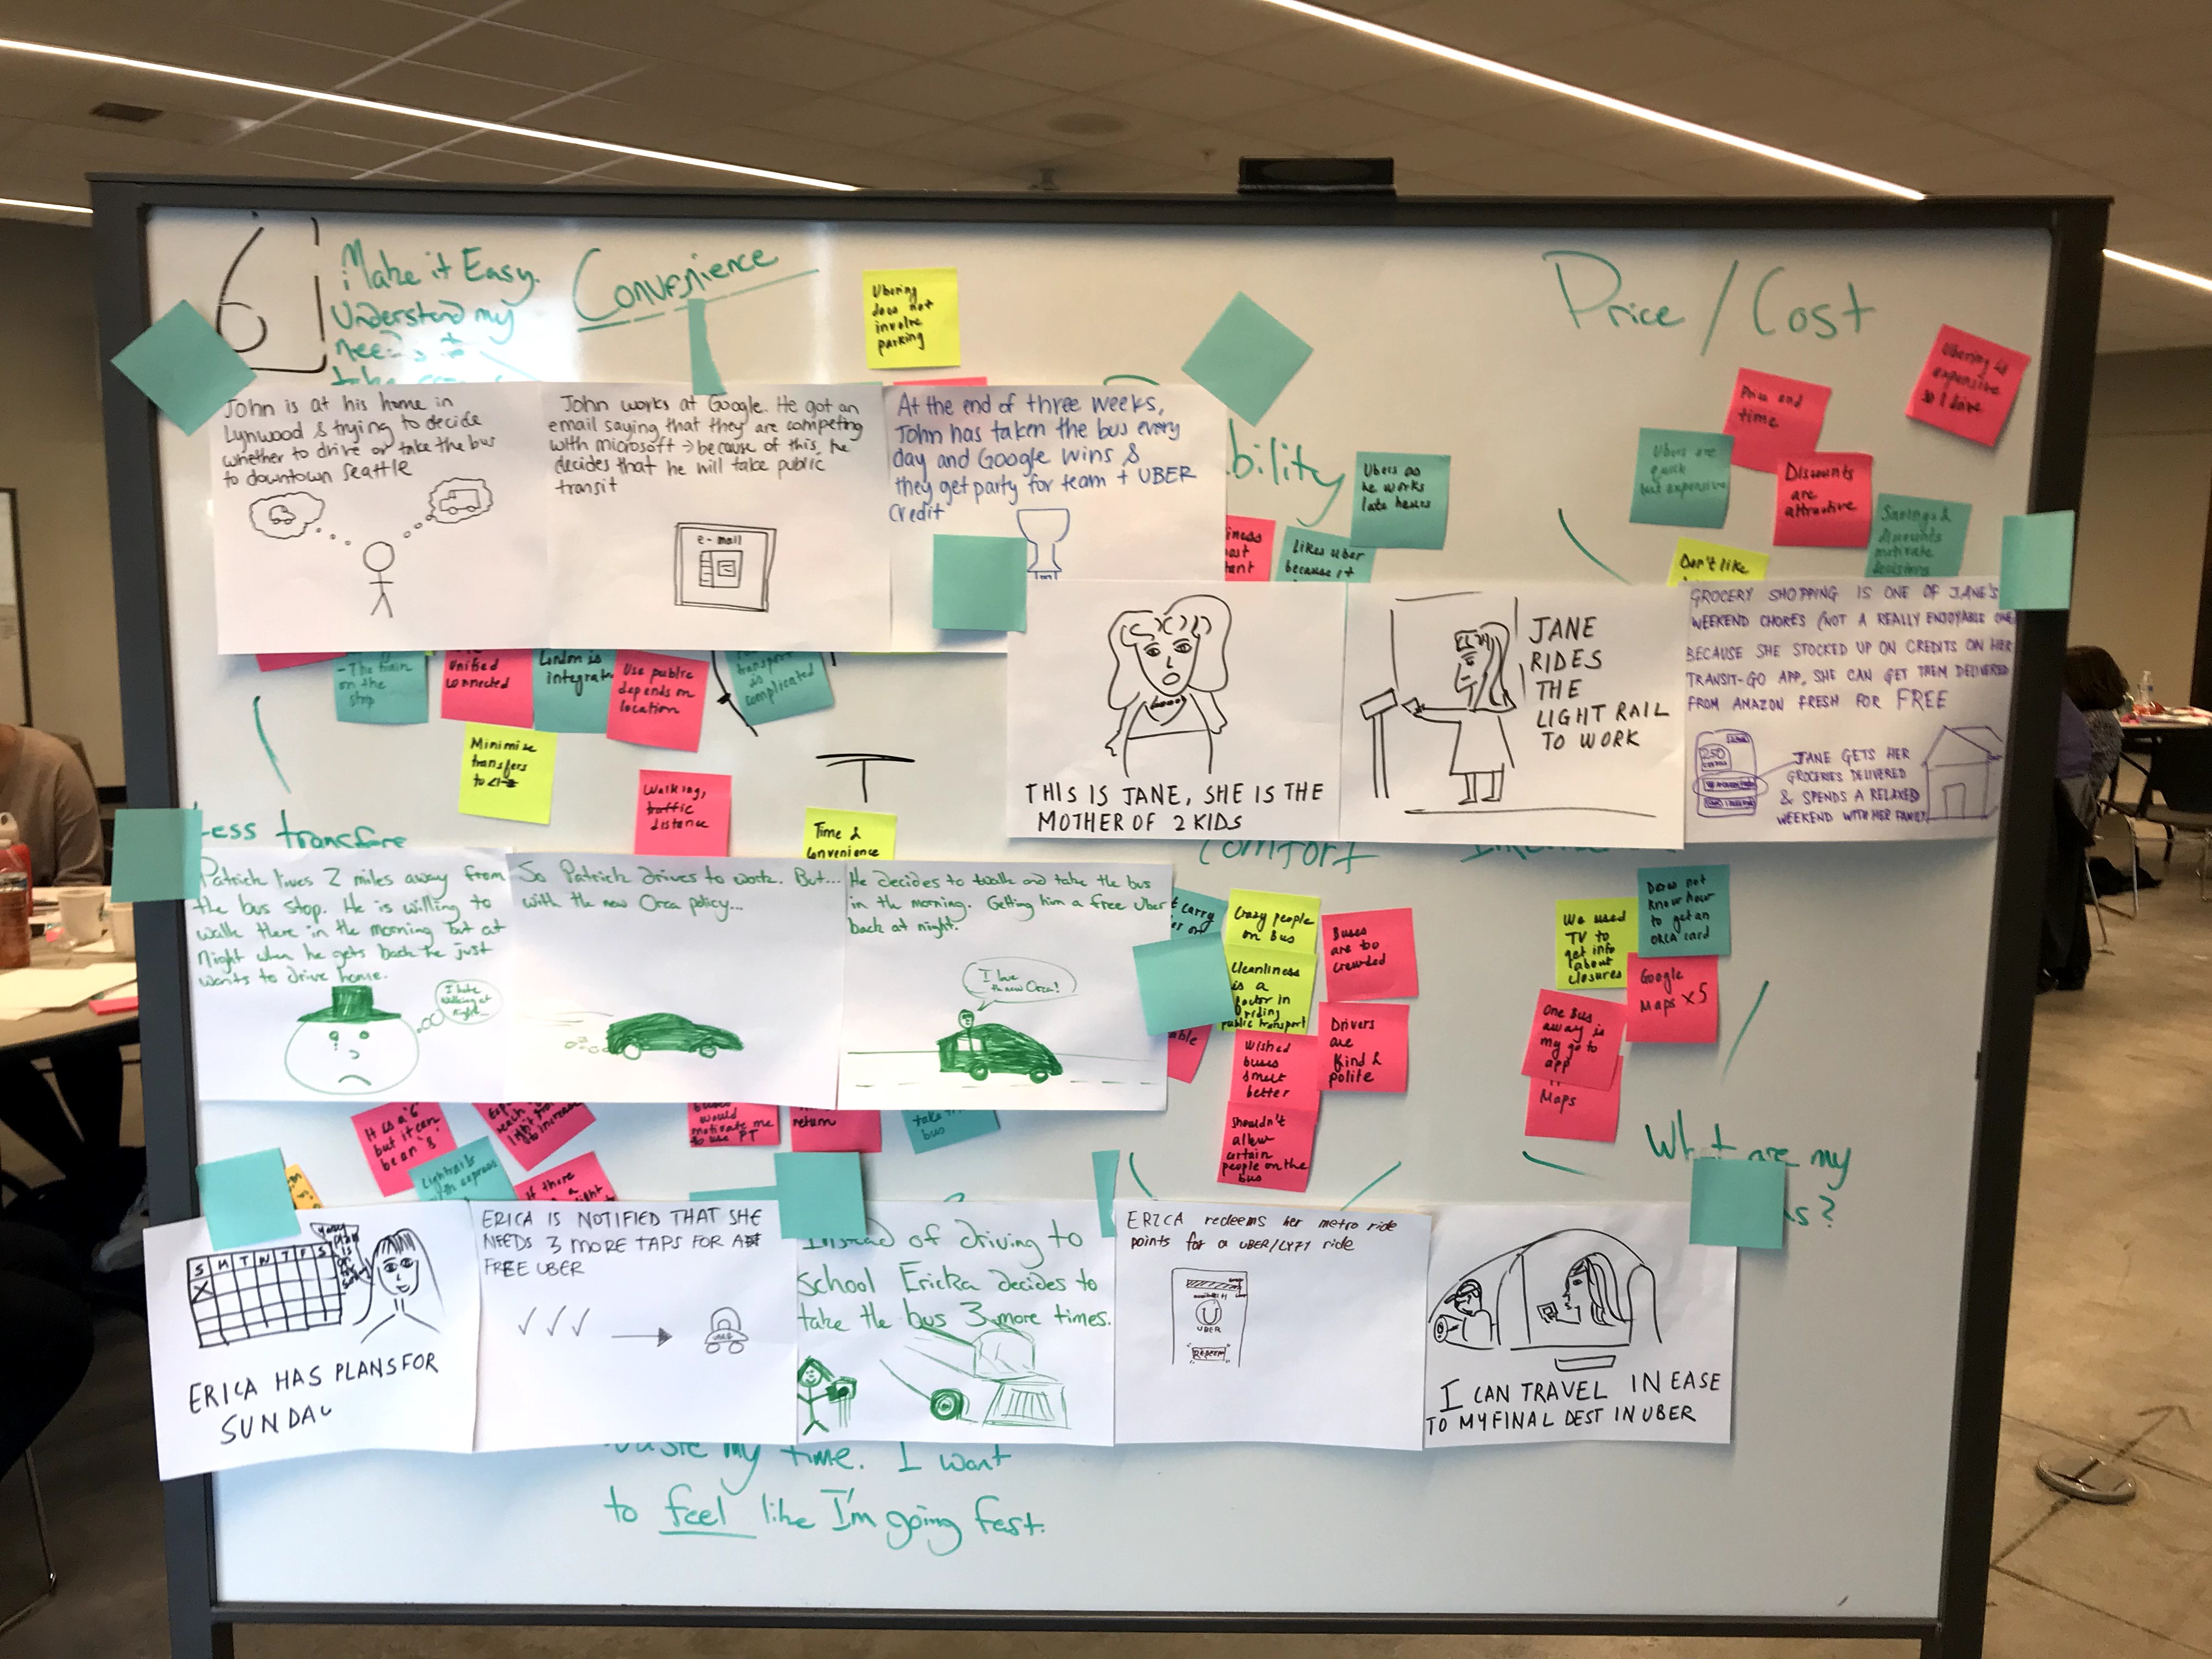 6
Make it Easy.
Understand my
needs to
Convenience
Ubering
does not
involve
parking
Price / Cost
Ubering is
expensive
so I drive
Price and
time
Ubers are
quick
but expensive
Discounts
are
attractive
Savings &
discounts
motivate
decisions
Don't like
bility
Ubers as
he works
late hours
Likes uber
because it
John is at his home in
Lynwood & trying to decide
whether to drive or take the bus
to downtown Seattle
John works at Google. He got an
email saying that they are competing
with microsoft → because of this, he
decides that he will take public
transit
e-mail
At the end of three weeks,
John has taken the bus every
day and Google wins &
they get party for team + UBER
Credit
THIS IS JANE, SHE IS THE
MOTHER OF 2 KIDS
JANE
RIDES
THE
LIGHT RAIL
TO WORK
GROCERY SHOPPING IS ONE OF JANE'S
WEEKEND CHORES (NOT A REALLY ENJOYABLE ONE)
BECAUSE SHE STOCKED UP ON CREDITS ON HER
TRANSIT-GO APP, SHE CAN GET THEM DELIVERED
FROM AMAZON FRESH FOR FREE
250
JANE GETS HER
GROCERIES DELIVERED
& SPENDS A RELAXED
WEEKEND WITH HER FAMILY
- The train
on the
stop
Unified
connected
London is
integrat
Use public
depends on
location
transport
is
complicated
Minimize
transfers
to <1
Walking,
traffic
distance
Time &
Convenience
Less transfers
Comfort
Patrick lives 2 miles away from
the bus stop. He is willing to
walk there in the morning but at
night when he gets back he just
wants to drive home.
I hate
walking at
night...
So Patrick drives to work. But...
with the new Orca policy...
He decides to walk and take the bus
in the morning. Getting him a free Uber
back at night.
I love
the new Orca!
t carry
Crazy people
on Bus
Cleanliness
is a
factor in
riding
public transport
Buses
are too
crowded
Wished
buses
smelt
better
Drivers
are
kind &
polite
Shouldn't
allow
certain
people on the
bus
We used
TV to
get info
about
closures
Does not
know how
to get an
ORCA card
Google
Maps x5
One Bus
away is
my go to
app
Maps
It is a '6'
but it can
be an '8'
would
motivate me
to use PT
return
bus
What are my
s?
S M T W T F S
X
ERICA HAS PLANS FOR
SUNDAY
ERICA IS NOTIFIED THAT SHE
NEEDS 3 MORE TAPS FOR A
FREE UBER
Instead of driving to
School Ericka decides to
take the bus 3 more times.
ERICA redeems her metro ride
points for a UBER/LYFT ride
U
UBER
Redeem
I CAN TRAVEL IN EASE
TO MY FINAL DEST IN UBER
waste my time. I want
to feel like I'm going fast.